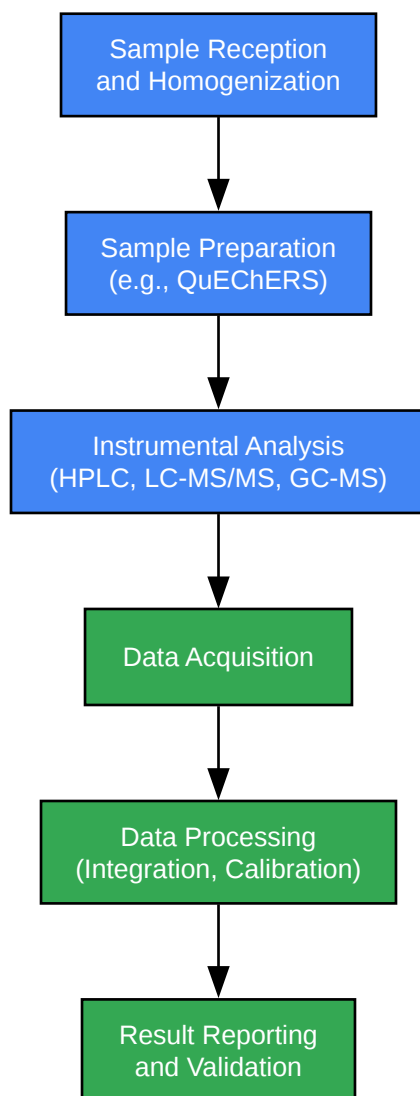 Sample Reception
and Homogenization
Sample Preparation
(e.g., QuEChERS)
Instrumental Analysis
(HPLC, LC-MS/MS, GC-MS)
Data Acquisition
Data Processing
(Integration, Calibration)
Result Reporting
and Validation